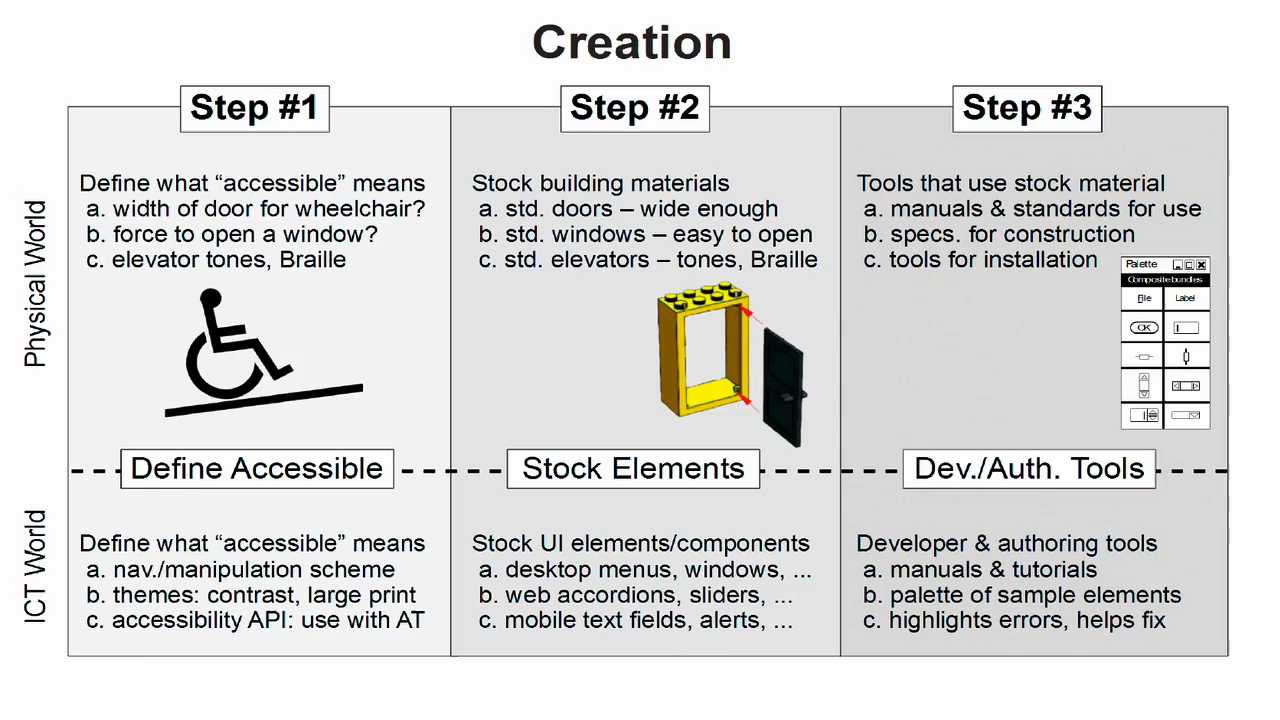 Creation
Step #1
Step #2
Step #3
Physical World
Define what “accessible” means
a. width of door for wheelchair?
b. force to open a window?
c. elevator tones, Braille
Stock building materials
a. std. doors – wide enough
b. std. windows – easy to open
c. std. elevators – tones, Braille
Tools that use stock material
a. manuals & standards for use
b. specs. for construction
c. tools for installation
Palette
Composite bundles
File
Label
OK
Define Accessible
Stock Elements
Dev./Auth. Tools
ICT World
Define what “accessible” means
a. nav./manipulation scheme
b. themes: contrast, large print
c. accessibility API: use with AT
Stock UI elements/components
a. desktop menus, windows, ...
b. web accordions, sliders, ...
c. mobile text fields, alerts, ...
Developer & authoring tools
a. manuals & tutorials
b. palette of sample elements
c. highlights errors, helps fix